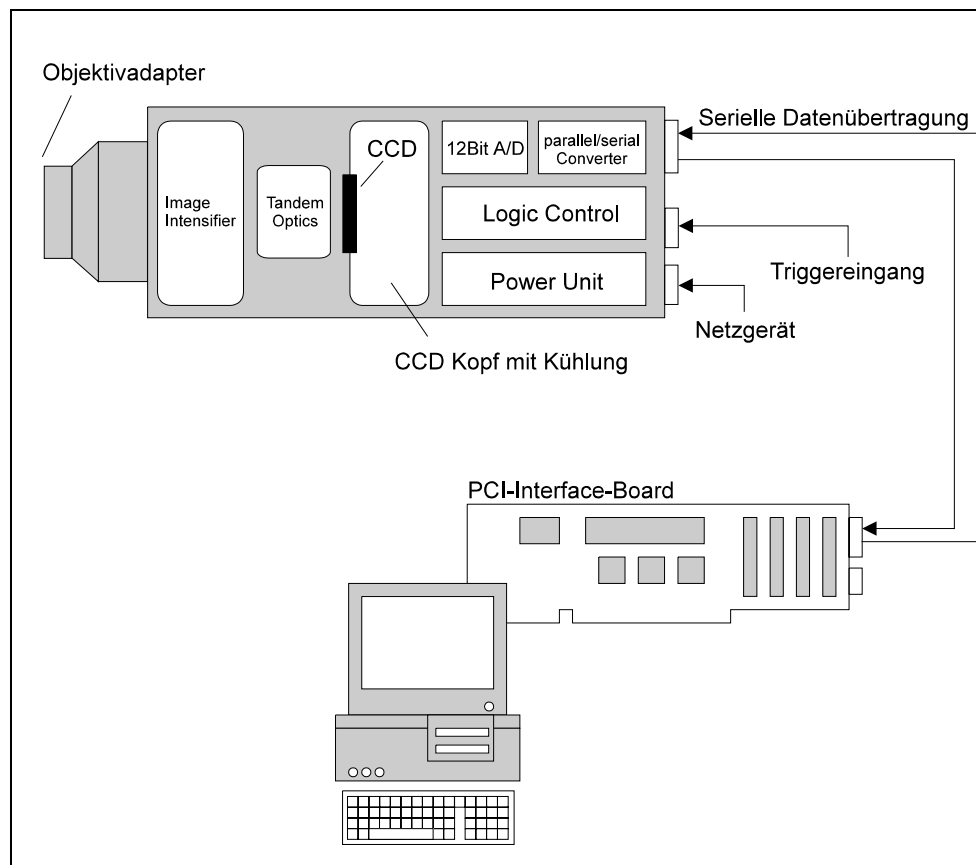 Objektivadapter
Serielle Datenübertragung
CCD
12Bit A/D
parallel/serial
Converter
Image
Intensifier
Tandem
Optics
Logic Control
Power Unit
Triggereingang
Netzgerät
CCD Kopf mit Kühlung
PCI-Interface-Board